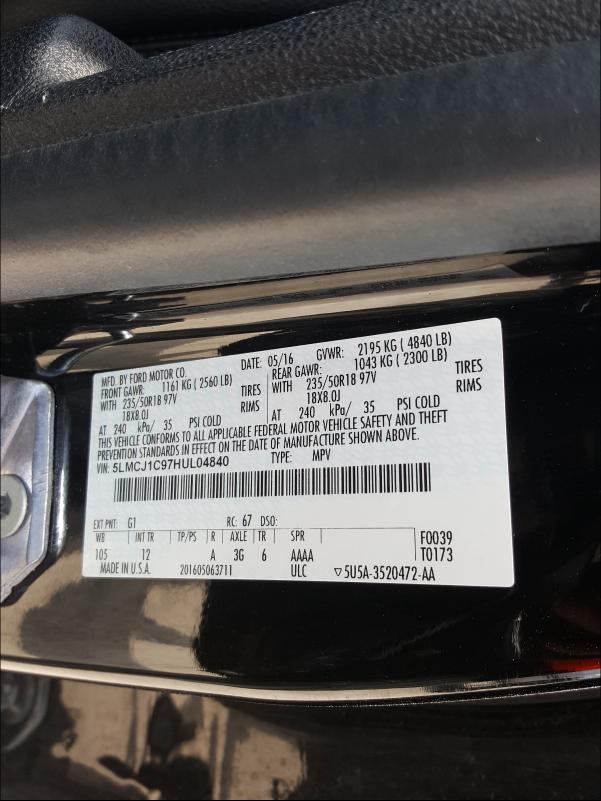 MFD. BY FORD MOTOR CO. DATE: 05/16 GVWR: 2195 KG ( 4840 LB)
FRONT GAWR: 1161 KG ( 2560 LB) REAR GAWR: 1043 KG ( 2300 LB)
WITH 235/50R18 97V TIRES WITH 235/50R18 97V TIRES
18X8.0J RIMS 18X8.0J RIMS
AT 240 kPa/ 35 PSI COLD AT 240 kPa/ 35 PSI COLD
THIS VEHICLE CONFORMS TO ALL APPLICABLE FEDERAL MOTOR VEHICLE SAFETY AND THEFT
PREVENTION STANDARDS IN EFFECT ON THE DATE OF MANUFACTURE SHOWN ABOVE.
VIN: 5LMCJ1C97HUL04840 TYPE: MPV
EXT PNT: G1 RC: 67 DSO:
WB INT TR TP/PS R AXLE TR SPR F0039
105 12 A 3G 6 AAAA T0173
MADE IN U.S.A. 201605063711 ULC ▽5U5A-3520472-AA